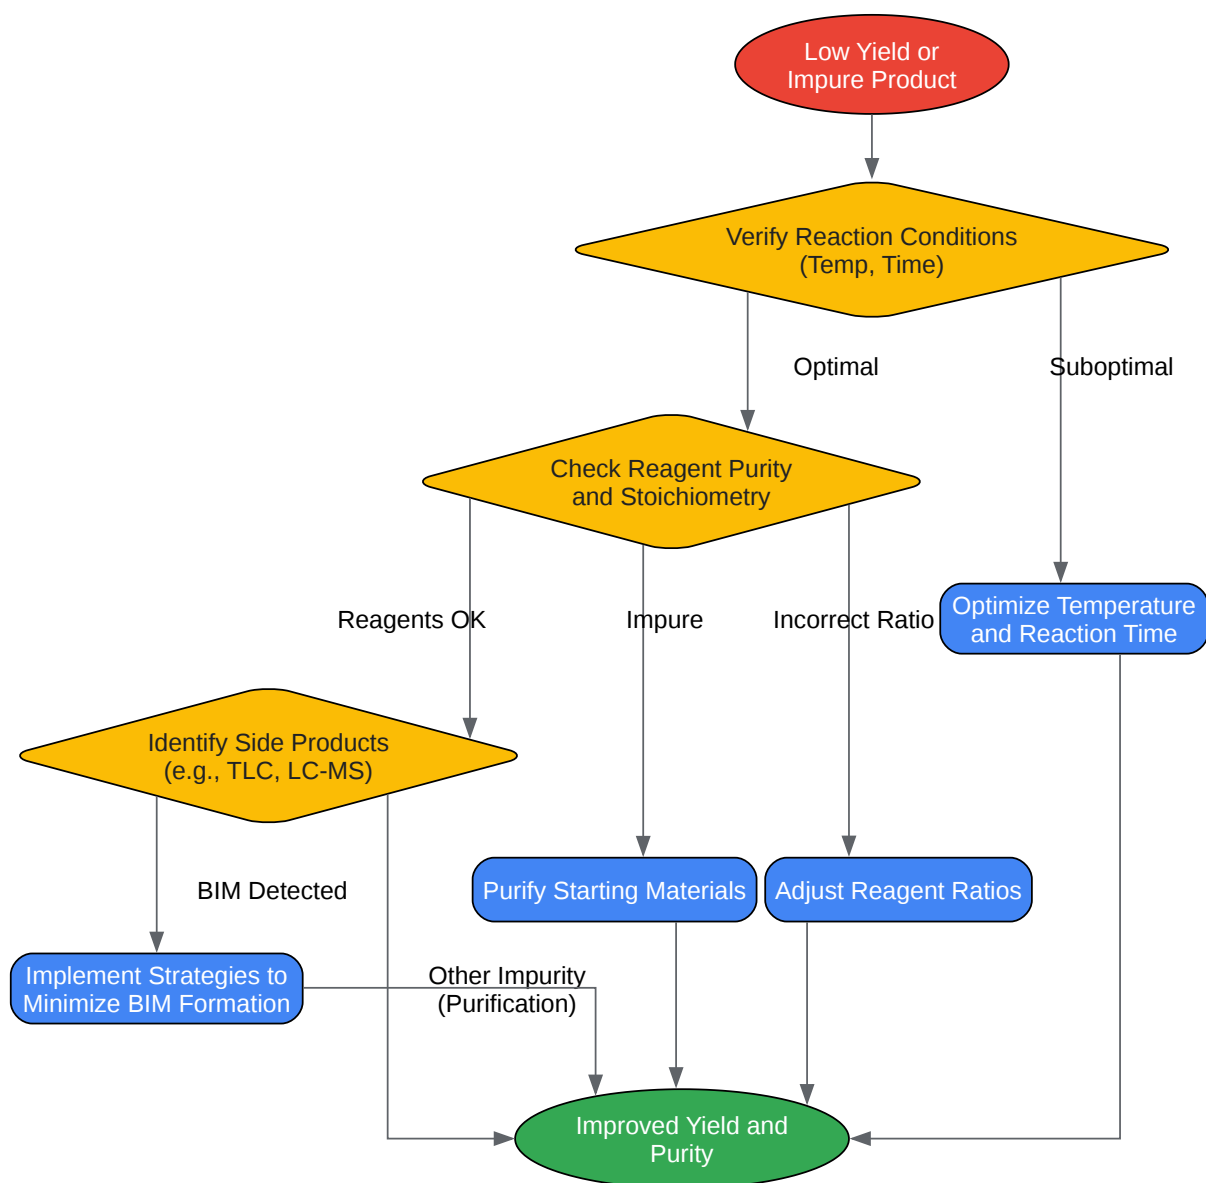 Low Yield or
Impure Product
Verify Reaction Conditions
(Temp, Time)
Optimal
Suboptimal
Check Reagent Purity
and Stoichiometry
Reagents OK
Impure
Incorrect Ratio
Optimize Temperature
and Reaction Time
Identify Side Products
(e.g., TLC, LC-MS)
BIM Detected
Purify Starting Materials
Adjust Reagent Ratios
Implement Strategies to
Minimize BIM Formation
Other Impurity
(Purification)
Improved Yield and
Purity